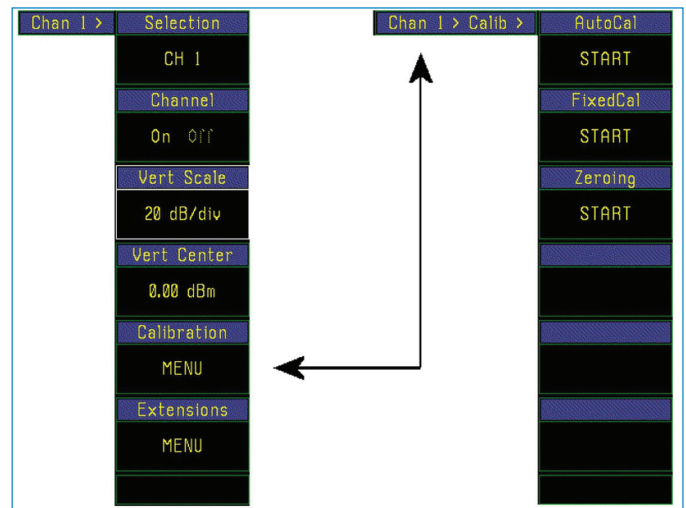 Chan 1 >
Selection
CH 1
Channel
On Off
Vert Scale
20 dB/div
Vert Center
0.00 dBm
Calibration
MENU
Extensions
MENU
Chan 1 > Calib >
AutoCal
START
FixedCal
START
Zeroing
START